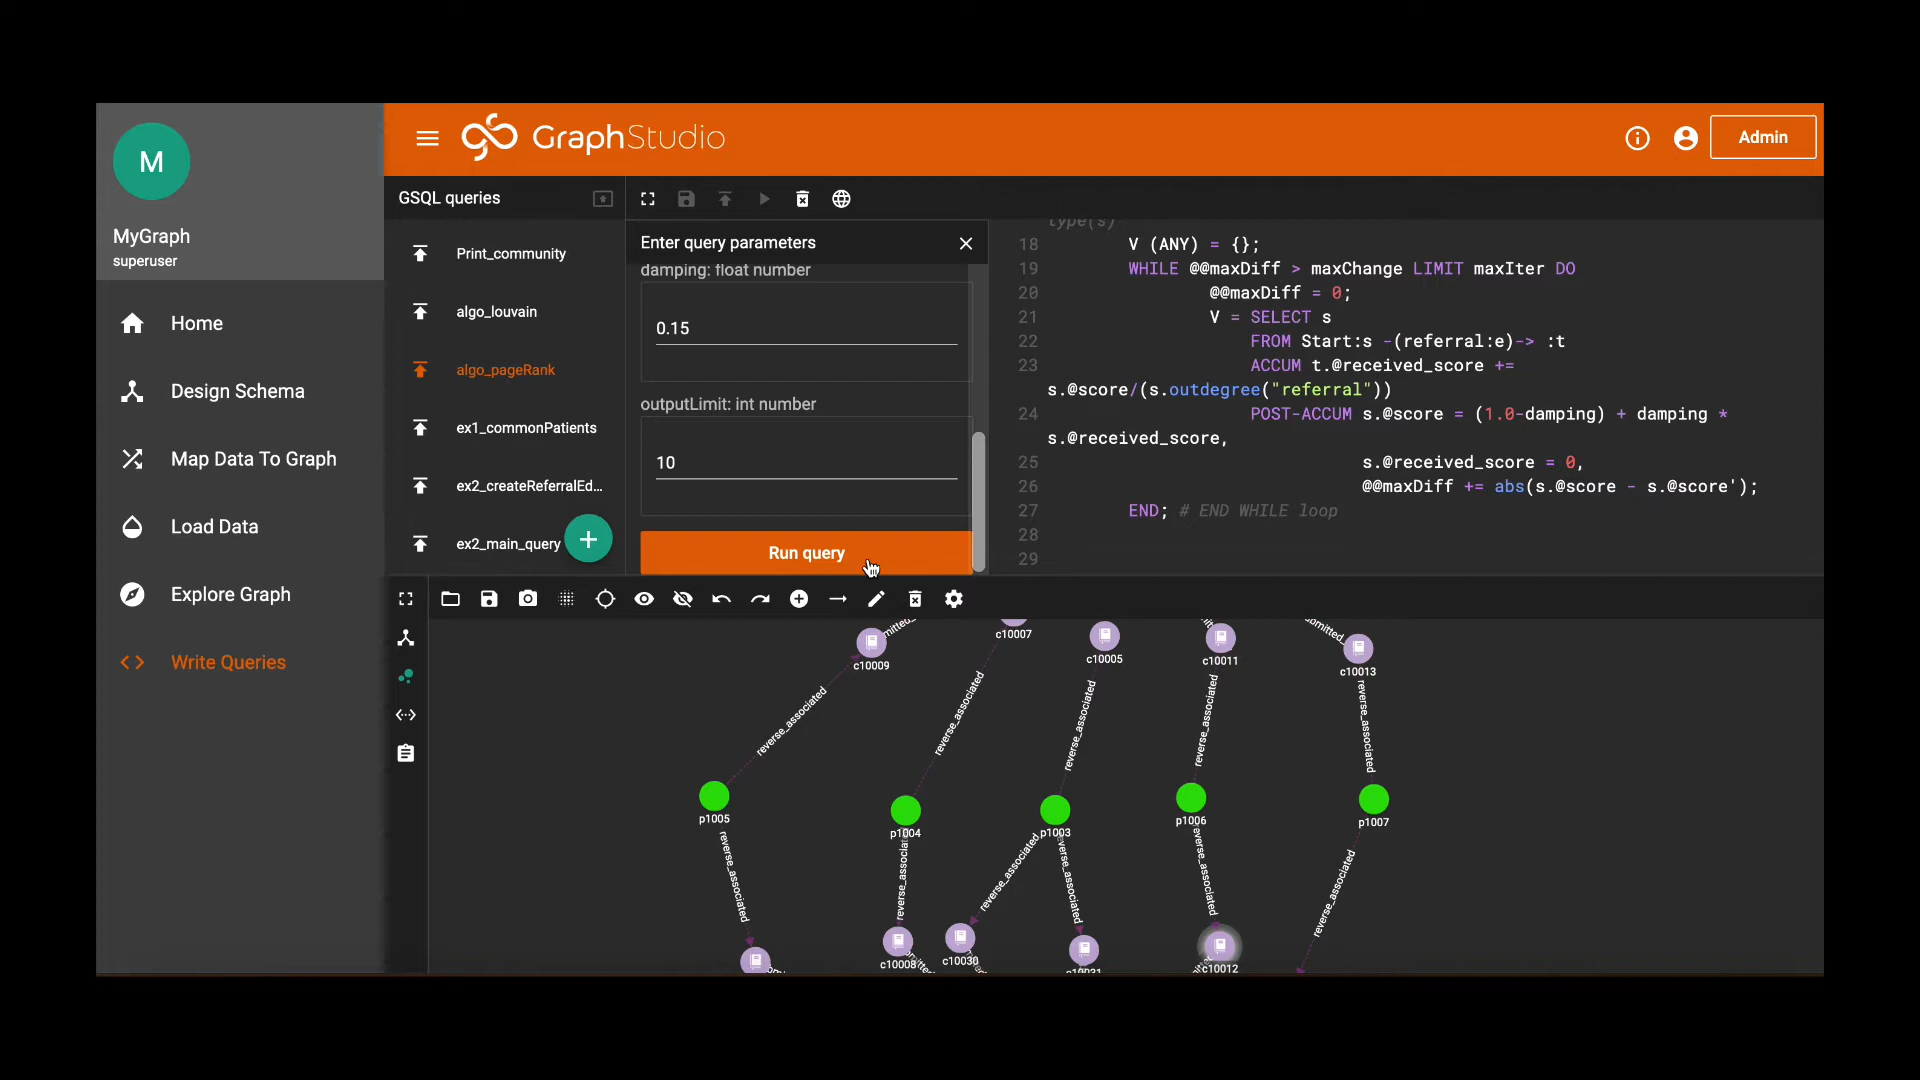 M
MyGraph
superuser
Home
Design Schema
Map Data To Graph
Load Data
Explore Graph
Write Queries
GraphStudio
Admin
GSQL queries
Print_community
algo_louvain
algo_pageRank
ex1_commonPatients
ex2_createReferralEd...
ex2_main_query
+
Enter query parameters
damping: float number
0.15
outputLimit: int number
10
Run query
type(s)
18 V (ANY) = {};
19 WHILE @@maxDiff > maxChange LIMIT maxIter DO
20 @@maxDiff = 0;
21 V = SELECT s
22 FROM Start:s -(referral:e)-> :t
23 ACCUM t.@received_score +=
s.@score/(s.outdegree("referral"))
24 POST-ACCUM s.@score = (1.0-damping) + damping *
s.@received_score,
25 s.@received_score = 0,
26 @@maxDiff += abs(s.@score - s.@score');
27 END; # END WHILE loop
28
29
c10009
c10007
c10005
c10011
c10013
reverse_associated
reverse_associated
reverse_associated
reverse_associated
reverse_associated
p1005
p1004
p1003
p1006
p1007
reverse_associated
reverse_associated
reverse_associated
reverse_associated
reverse_associated
reverse_associated
c10008
c10030
c10031
c10012